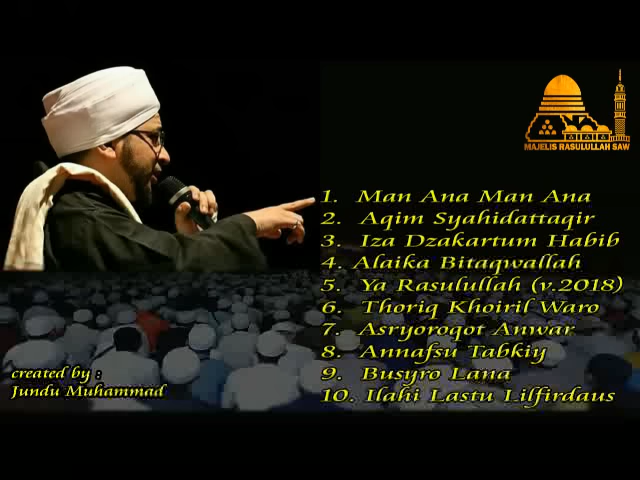 MAJELIS RASULULLAH SAW
1. Man Ana Man Ana
2. Aqim Syahidattaqir
3. Iza Dzakartum Habib
4. Alaika Bitaqwallah
5. Ya Rasulullah (v.2018)
6. Thoriq Khoiril Waro
7. Asryoroqot Anwar
8. Annafsu Tabkiy
9. Busyro Lana
10. Ilahi Lastu Lilfirdaus
created by :
Jundu Muhammad